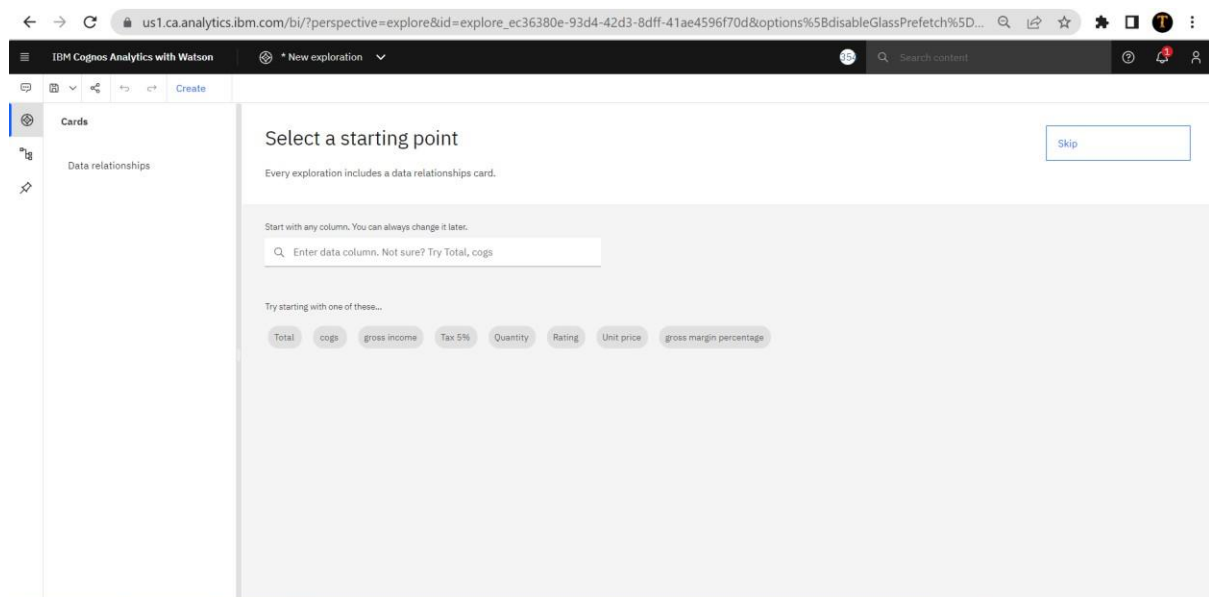 us1.ca.analytics.ibm.com/bi/?perspective=explore&id=explore_ec36380e-93d4-42d3-8dff-41ae4596f70d&options%5BdisableGlassPrefetch%5D...
T
IBM Cognos Analytics with Watson
* New exploration
Search content
1
Create
Cards
Data relationships
Select a starting point
Skip
Every exploration includes a data relationships card.
Start with any column. You can always change it later.
Enter data column. Not sure? Try Total, cogs
Try starting with one of these...
Total cogs gross income Tax 5% Quantity Rating Unit price gross margin percentage